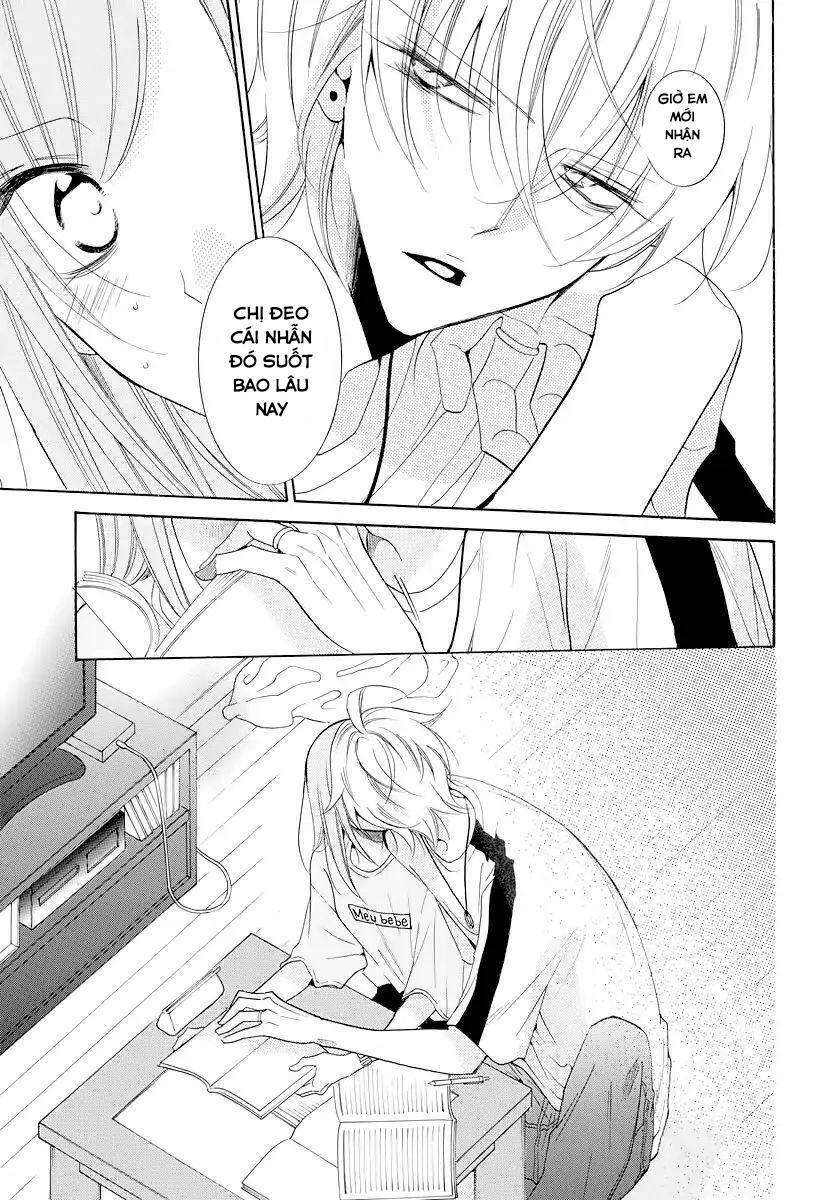 GIỜ EM
MỚI
NHẬN
RA
CHỊ ĐEO
CÁI NHẪN
ĐÓ SUỐT
BAO LÂU
NAY
Meu bebe